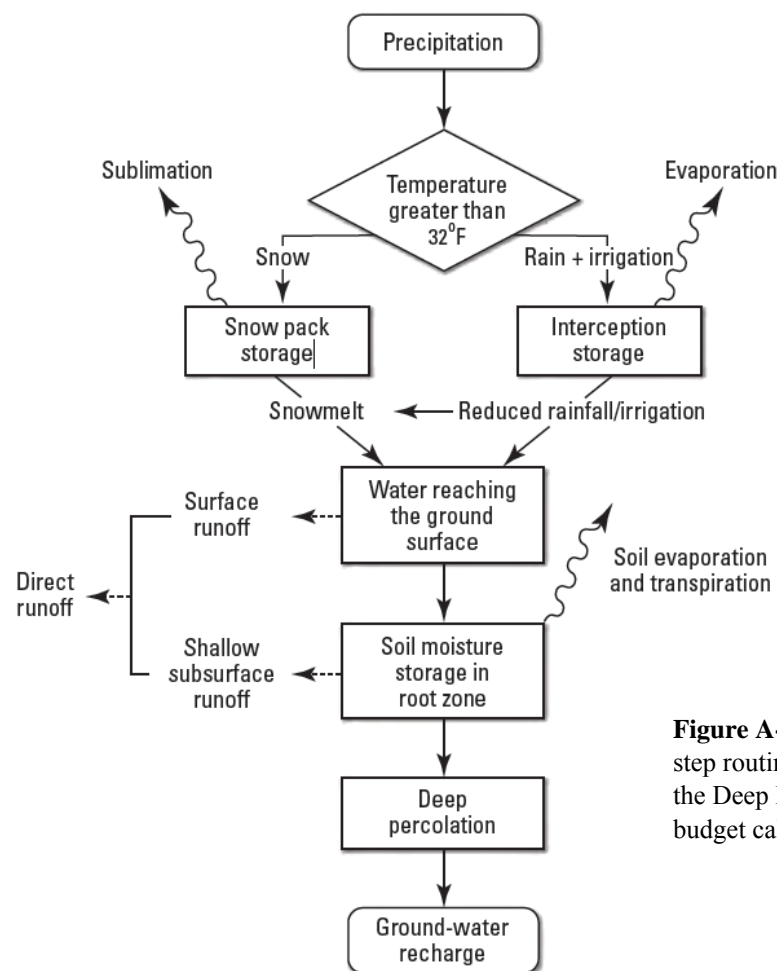 Precipitation
Temperature
greater than
32°F
Sublimation
Evaporation
Snow
Rain + irrigation
Snow pack
storage
Interception
storage
Snowmelt
Reduced rainfall/irrigation
Water reaching
the ground
surface
Surface
runoff
Soil evaporation
and transpiration
Direct
runoff
Shallow
subsurface
runoff
Soil moisture
storage in
root zone
Deep
percolation
Ground-water
recharge
Figure A-
step routin
the Deep
budget ca